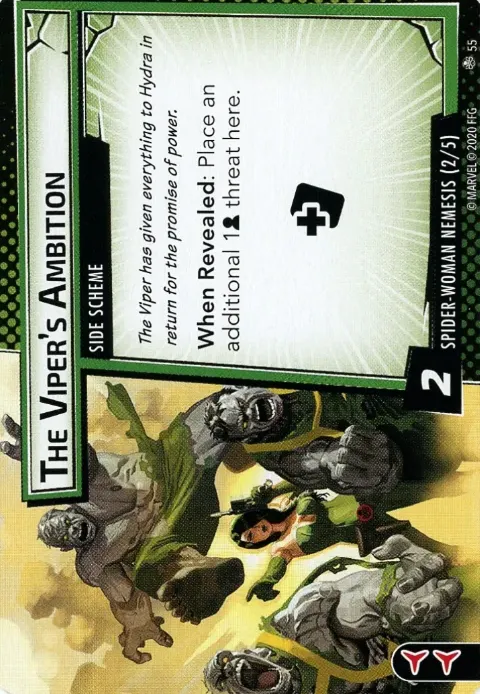 THE VIPER'S AMBITION
SIDE SCHEME
The Viper has given everything to Hydra in
return for the promise of power.
When Revealed: Place an
additional 1 threat here.
2
SPIDER-WOMAN NEMESIS (2/5)
© MARVEL © 2020 FFG
55